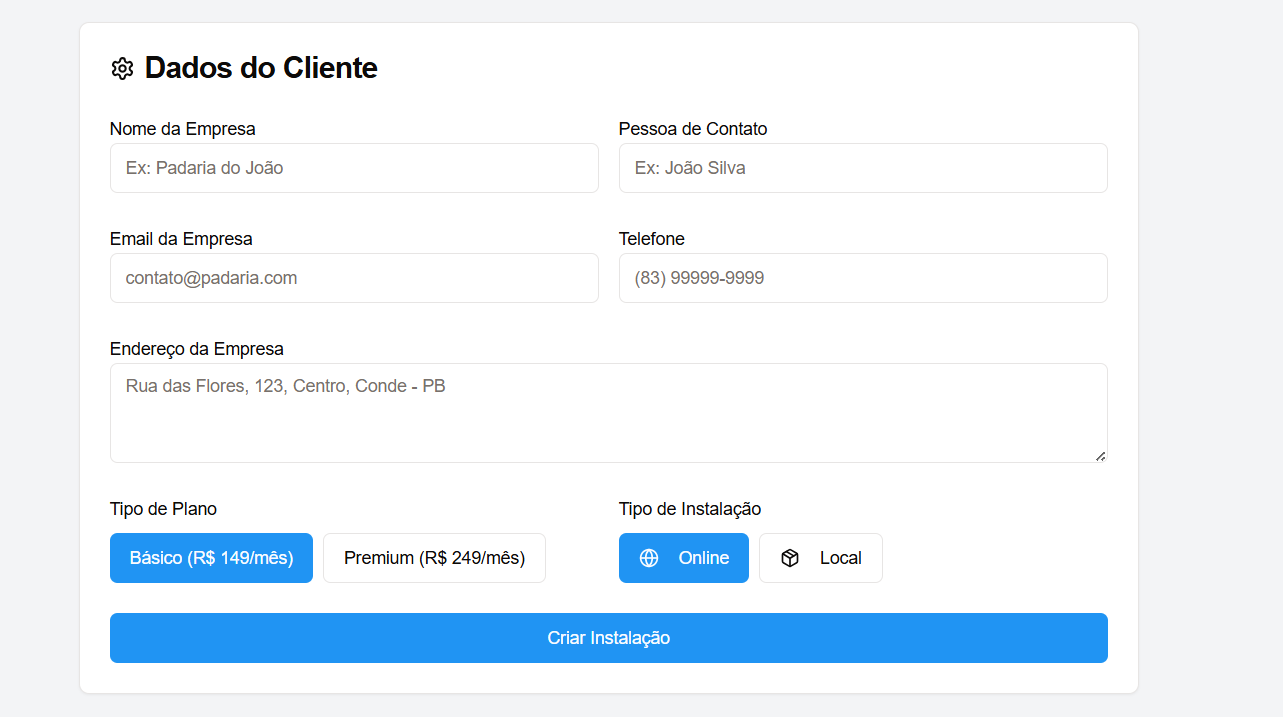 Dados do Cliente
Nome da Empresa
Pessoa de Contato
Ex: Padaria do João
Ex: João Silva
Email da Empresa
Telefone
contato@padaria.com
(83) 99999-9999
Endereço da Empresa
Rua das Flores, 123, Centro, Conde - PB
Tipo de Plano
Tipo de Instalação
Básico (R$ 149/mês)
Premium (R$ 249/mês)
Online
Local
Criar Instalação